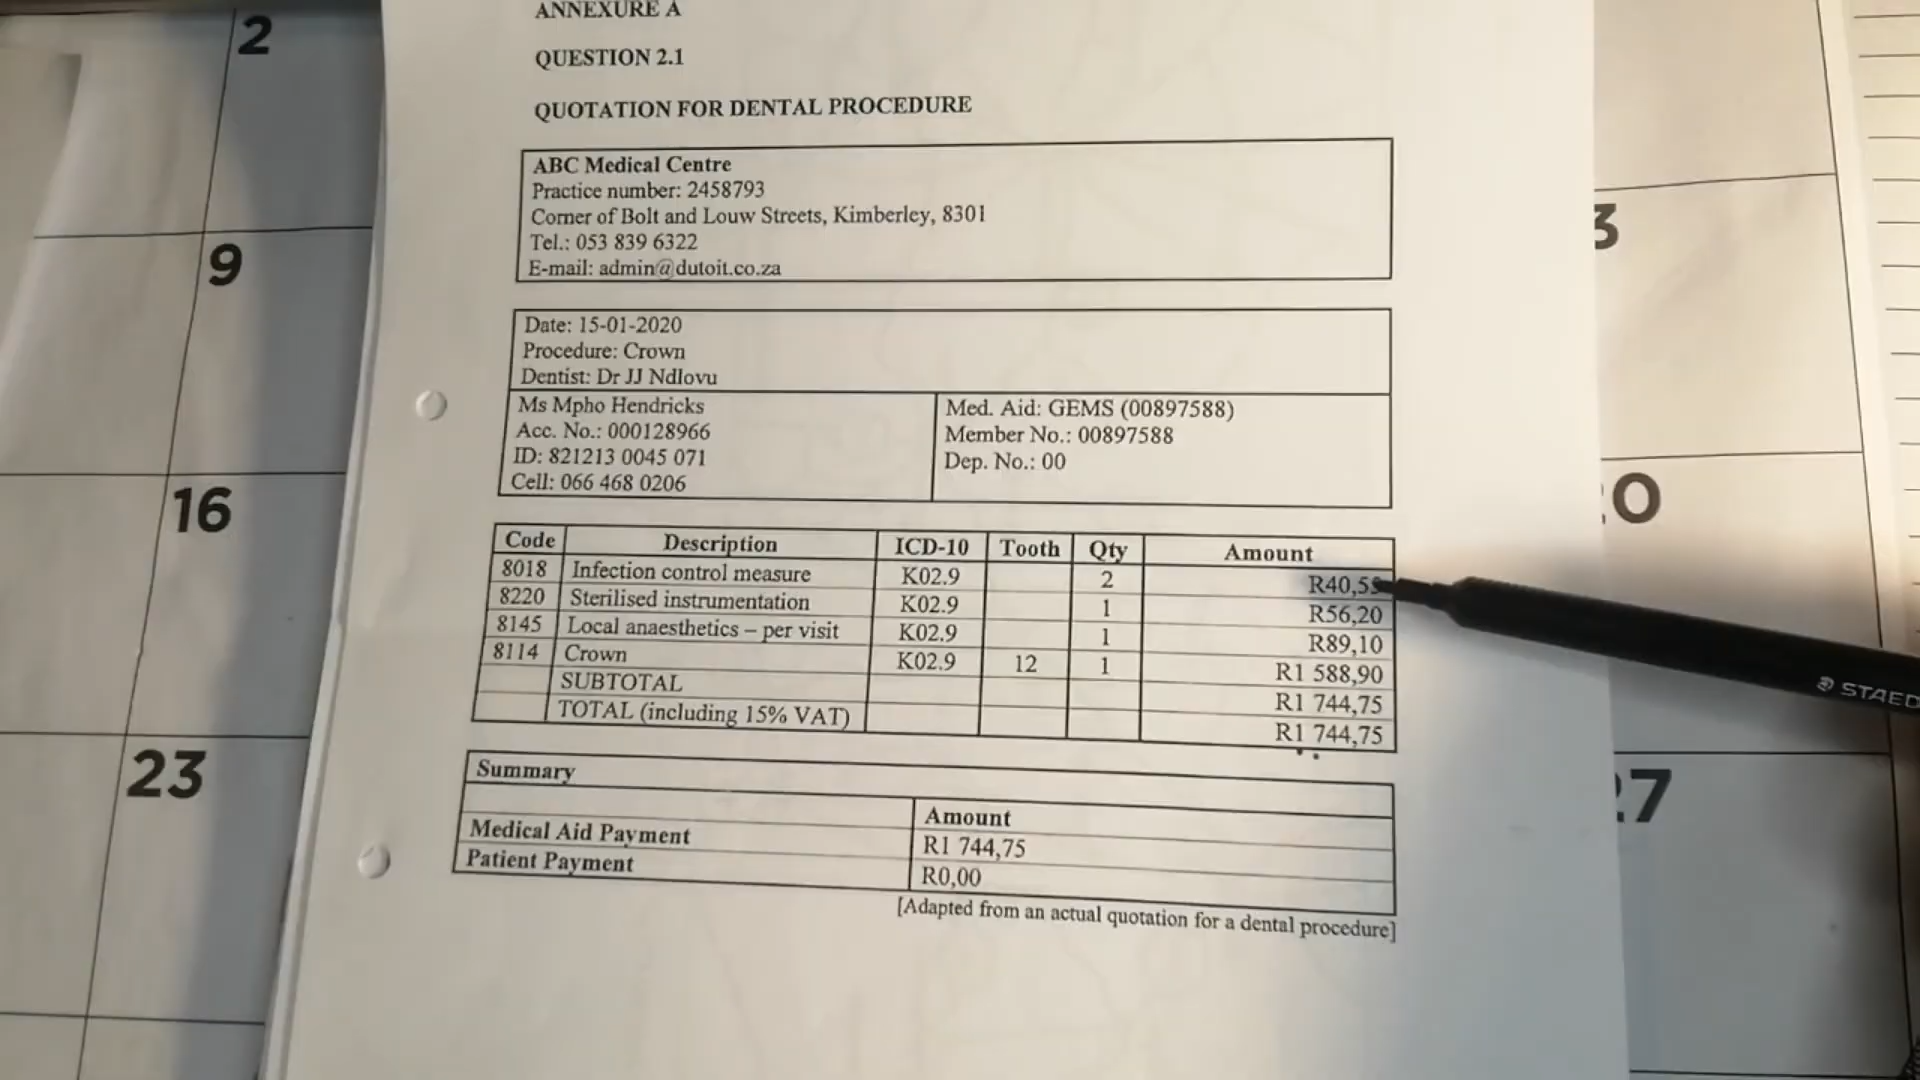 ANNEXURE A
QUESTION 2.1
QUOTATION FOR DENTAL PROCEDURE
ABC Medical Centre
Practice number: 2458793
Corner of Bolt and Louw Streets, Kimberley, 8301
Tel.: 053 839 6322
E-mail: admin@dutoit.co.za
Date: 15-01-2020
Procedure: Crown
Dentist: Dr JJ Ndlovu
Ms Mpho Hendricks
Acc. No.: 000128966
ID: 821213 0045 071
Cell: 066 468 0206
Med. Aid: GEMS (00897588)
Member No.: 00897588
Dep. No.: 00
Code Description ICD-10 Tooth Qty Amount
8018 Infection control measure K02.9 2 R40,55
8220 Sterilised instrumentation K02.9 1 R56,20
8145 Local anaesthetics – per visit K02.9 1 R89,10
8114 Crown K02.9 12 1 R1 588,90
SUBTOTAL R1 744,75
TOTAL (including 15% VAT) R1 744,75
Summary
Amount
Medical Aid Payment R1 744,75
Patient Payment R0,00
[Adapted from an actual quotation for a dental procedure]
2
9
16
23
3
0
27
STAED